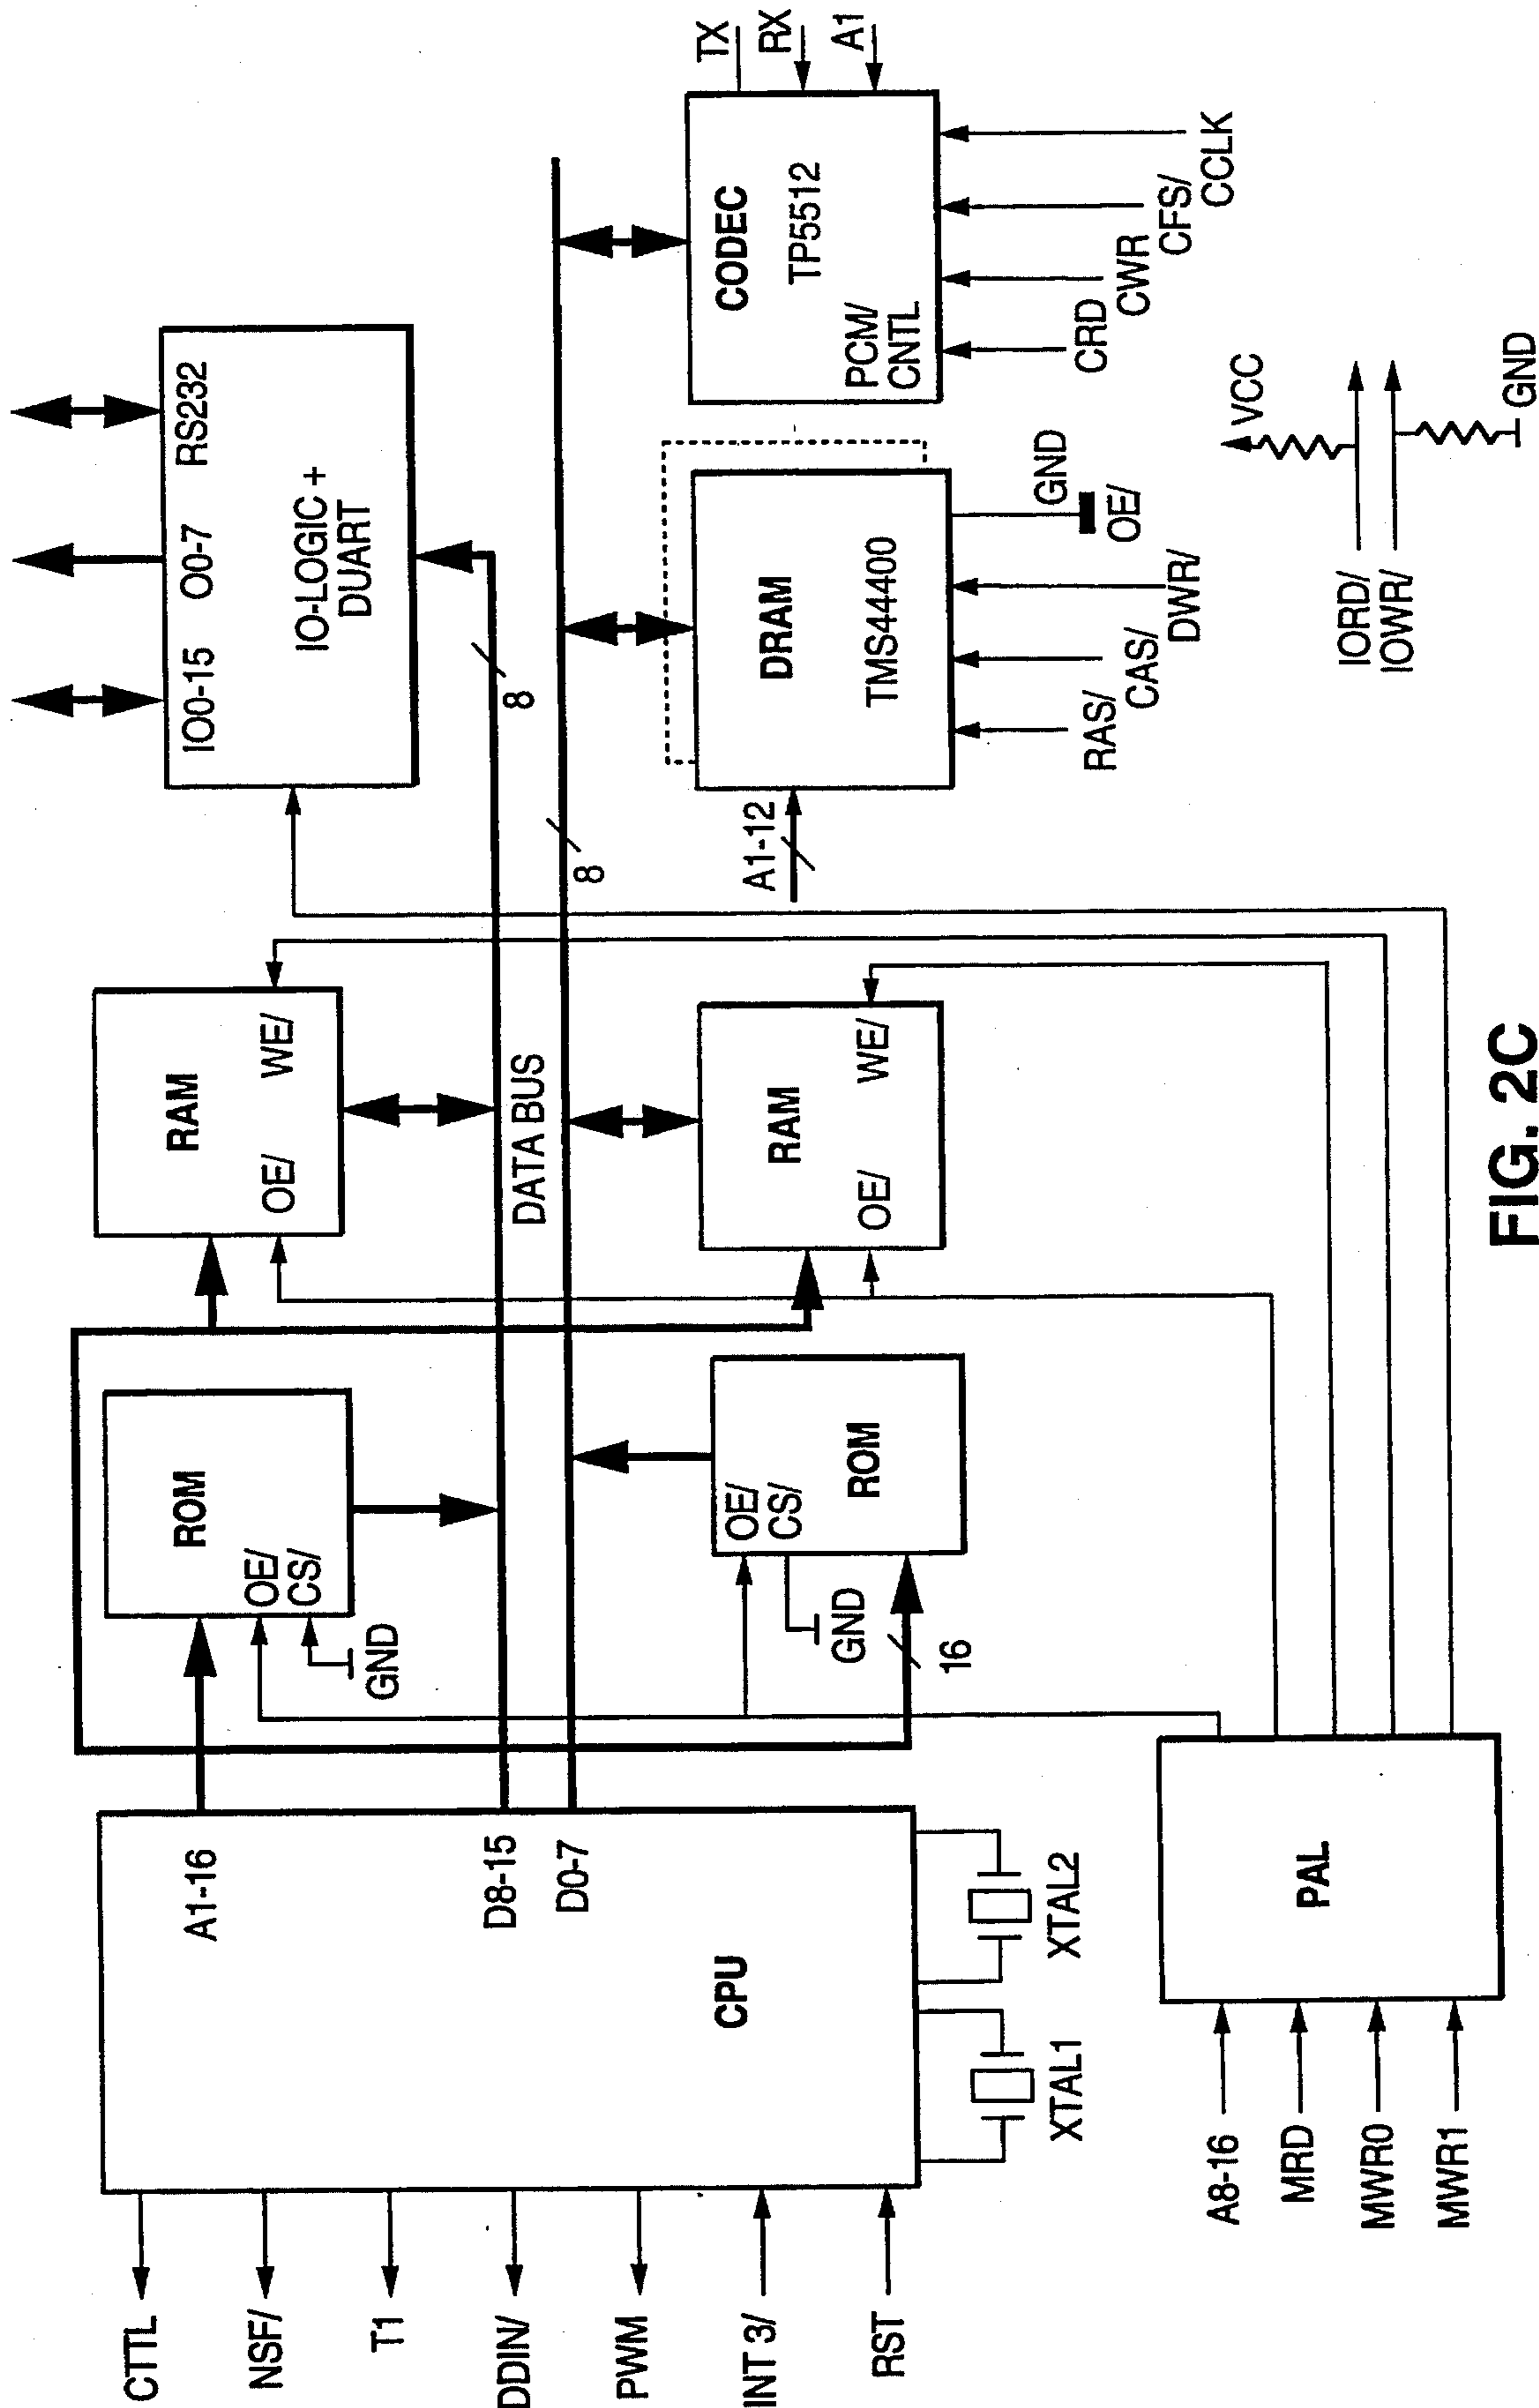 CTTL
NSF/
T1
DDIN/
PWM
INT 3/
RST
A1-16
D8-15
D0-7
CPU
XTAL1
XTAL2
A8-16
MRD
MWR0
MWR1
PAL
ROM
OE/
CS/
GND
OE/
CS/
ROM
GND
16
RAM
OE/
WE/
DATA BUS
RAM
OE/
WE/
IO0-15
O0-7
RS232
IO-LOGIC +
DUART
8
8
A1-12
DRAM
TMS44400
RAS/
CAS/
DWR/
GND
OE/
CODEC
TP5512
PCM/
CNTL
TX
RX
A1
CRD
CWR
CFS/
CCLK
VCC
IORD/
IOWR/
GND
FIG. 2C